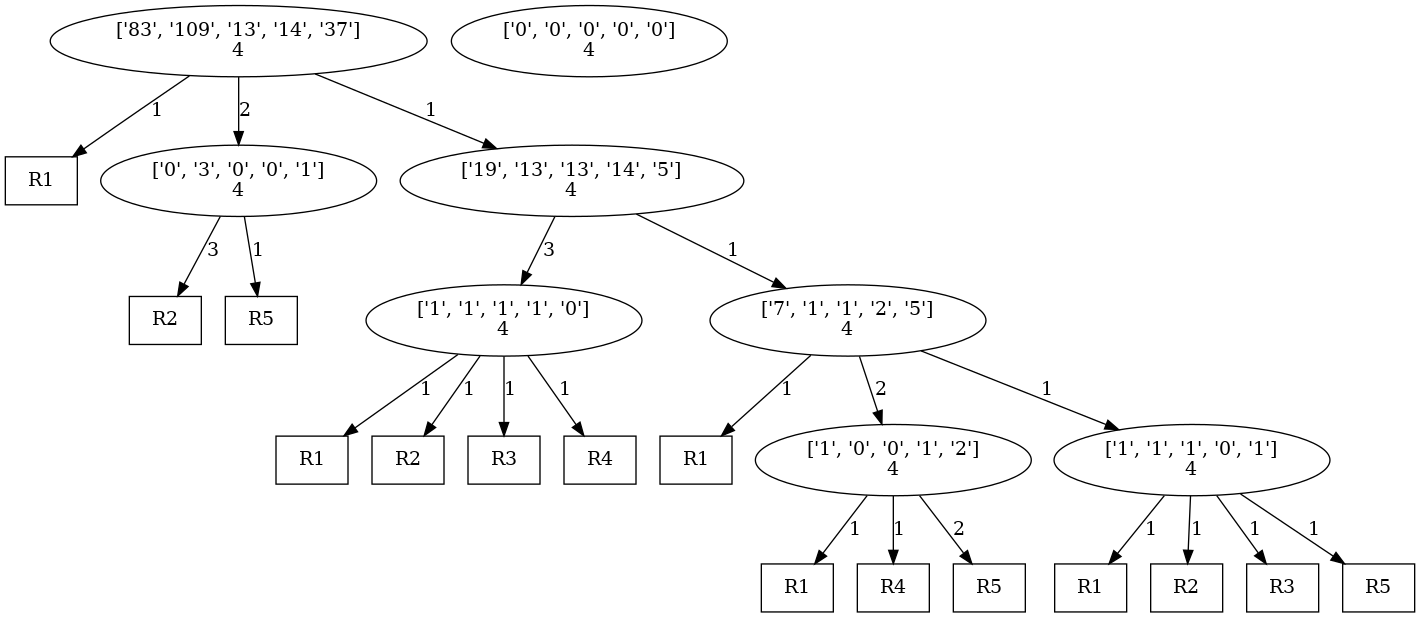 ['83', '109', '13', '14', '37']
4
['0', '0', '0', '0', '0']
4
1
2
1
R1
['0', '3', '0', '0', '1']
4
['19', '13', '13', '14', '5']
4
3
1
3
1
R2
R5
['1', '1', '1', '1', '0']
4
['7', '1', '1', '2', '5']
4
1
1
1
1
1
2
1
R1
R2
R3
R4
R1
['1', '0', '0', '1', '2']
4
['1', '1', '1', '0', '1']
4
1
1
2
1
1
1
1
R1
R4
R5
R1
R2
R3
R5